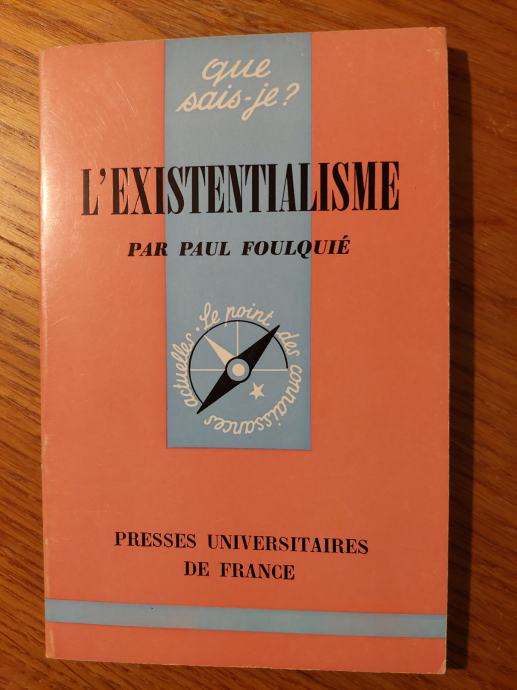 que
sais-je?
L'EXISTENTIALISME
PAR PAUL FOULQUIÉ
Le point des connaissances actuelles.
PRESSES UNIVERSITAIRES
DE FRANCE